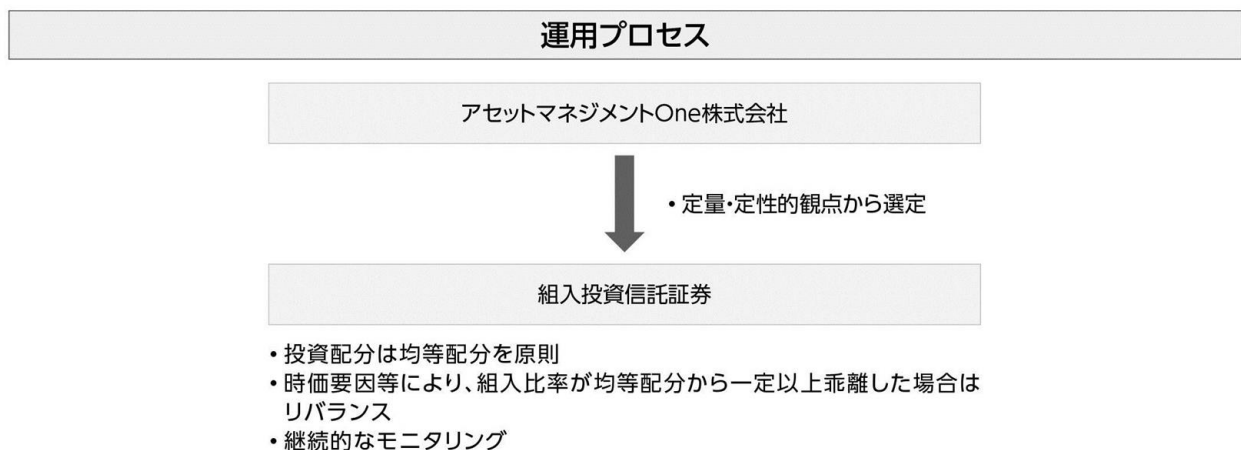 運用プロセス
アセットマネジメントOne株式会社
• 定量・定性的観点から選定
組入投資信託証券
• 投資配分は均等配分を原則
• 時価要因等により、組入比率が均等配分から一定以上乖離した場合は
リバランス
• 継続的なモニタリング